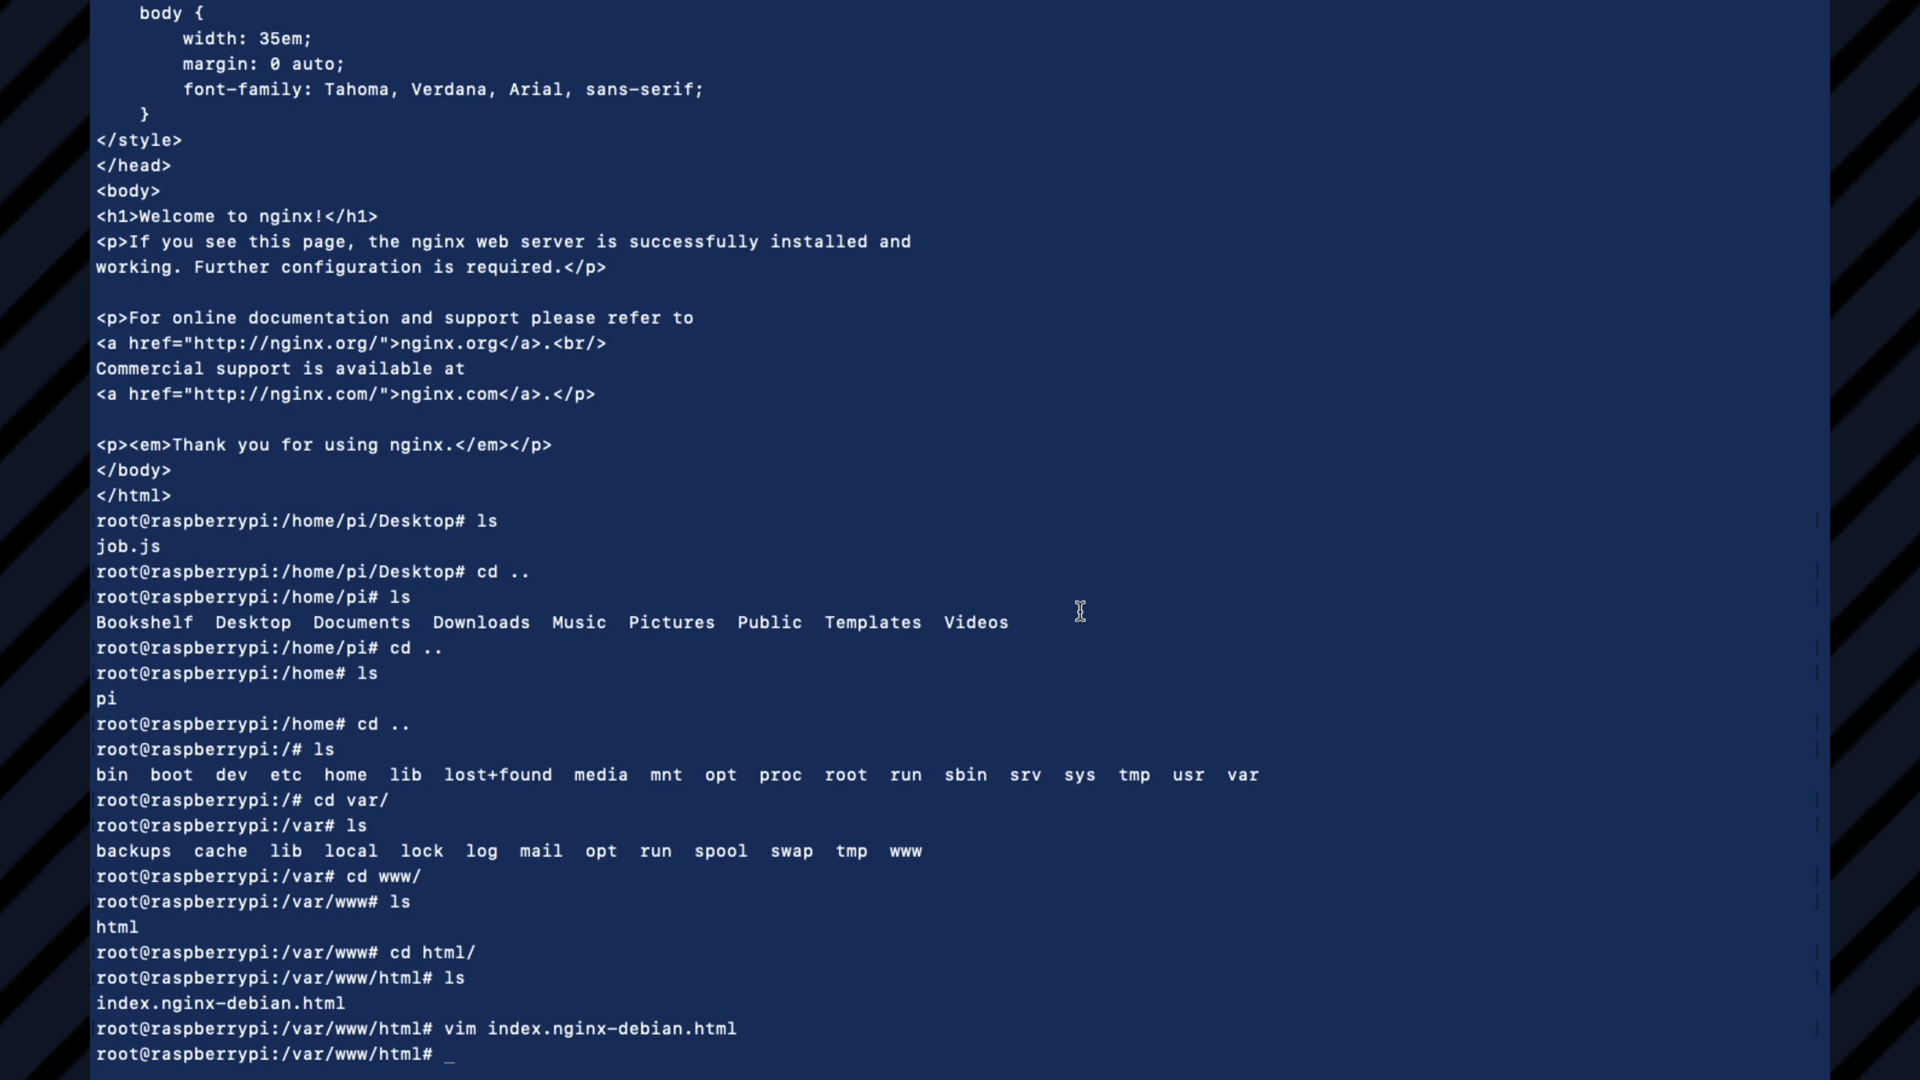 body {
width: 35em;
margin: 0 auto;
font-family: Tahoma, Verdana, Arial, sans-serif;
}
</style>
</head>
<body>
<h1>Welcome to nginx!</h1>
<p>If you see this page, the nginx web server is successfully installed and
working. Further configuration is required.</p>
<p>For online documentation and support please refer to
<a href="http://nginx.org/">nginx.org</a>.<br/>
Commercial support is available at
<a href="http://nginx.com/">nginx.com</a>.</p>
<p><em>Thank you for using nginx.</em></p>
</body>
</html>
root@raspberrypi:/home/pi/Desktop# ls
job.js
root@raspberrypi:/home/pi/Desktop# cd ..
root@raspberrypi:/home/pi# ls
Bookshelf  Desktop  Documents  Downloads  Music  Pictures  Public  Templates  Videos
root@raspberrypi:/home/pi# cd ..
root@raspberrypi:/home# ls
pi
root@raspberrypi:/home# cd ..
root@raspberrypi:/# ls
bin  boot  dev  etc  home  lib  lost+found  media  mnt  opt  proc  root  run  sbin  srv  sys  tmp  usr  var
root@raspberrypi:/# cd var/
root@raspberrypi:/var# ls
backups  cache  lib  local  lock  log  mail  opt  run  spool  swap  tmp  www
root@raspberrypi:/var# cd www/
root@raspberrypi:/var/www# ls
html
root@raspberrypi:/var/www# cd html/
root@raspberrypi:/var/www/html# ls
index.nginx-debian.html
root@raspberrypi:/var/www/html# vim index.nginx-debian.html
root@raspberrypi:/var/www/html# _